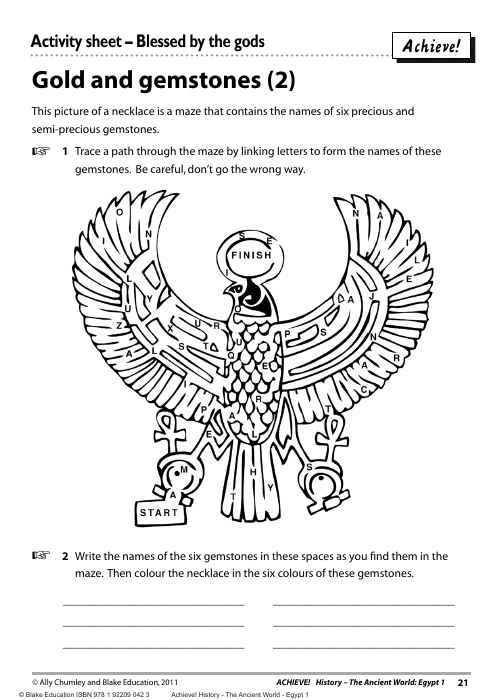 Activity sheet – Blessed by the gods
Achieve!
Gold and gemstones (2)
This picture of a necklace is a maze that contains the names of six precious and
semi-precious gemstones.
1 Trace a path through the maze by linking letters to form the names of these
gemstones. Be careful, don't go the wrong way.
O N A
I N S E
FINISH
L I L
U Y A J E
Z X U R O P S N
A L S T U R
Q E A
I C
P A R T
E L
M H S
A T Y
START
2 Write the names of the six gemstones in these spaces as you find them in the
maze. Then colour the necklace in the six colours of these gemstones.
© Ally Chumley and Blake Education, 2011 ACHIEVE! History – The Ancient World: Egypt 1 21
© Blake Education ISBN 978 1 92209 042 3 Achieve! History - The Ancient World - Egypt 1